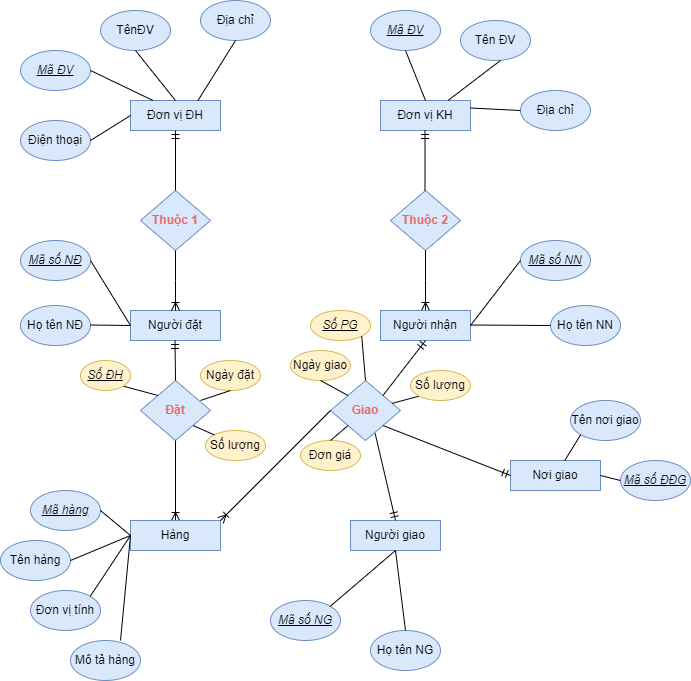 Địa chỉ
TênĐV
Mã ĐV
Tên ĐV
Mã ĐV
Địa chỉ
Đơn vị ĐH
Đơn vị KH
Điện thoại
Thuộc 1
Thuộc 2
Mã số NĐ
Mã số NN
Họ tên NĐ
Người đặt
Số PG
Người nhận
Họ tên NN
Ngày giao
Số ĐH
Ngày đặt
Số lượng
Đặt
Giao
Tên nơi giao
Số lượng
Đơn giá
Nơi giao
Mã số ĐĐG
Mã hàng
Hàng
Người giao
Tên hàng
Đơn vị tính
Mã số NG
Họ tên NG
Mô tả hàng